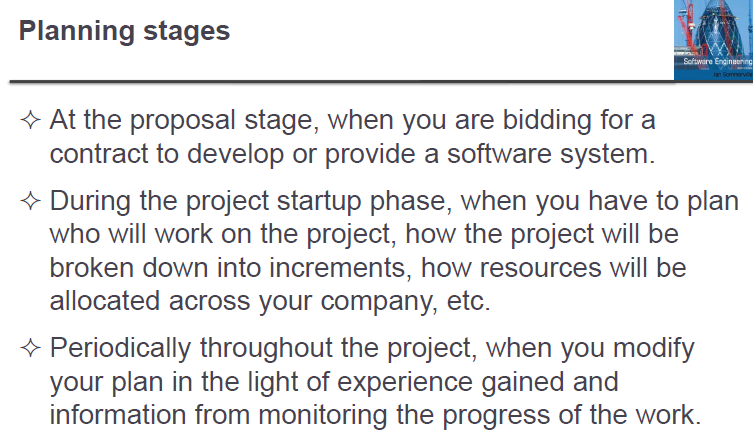 Planning stages
Software Engineering
Ian Sommerville
At the proposal stage, when you are bidding for a
contract to develop or provide a software system.
During the project startup phase, when you have to plan
who will work on the project, how the project will be
broken down into increments, how resources will be
allocated across your company, etc.
Periodically throughout the project, when you modify
your plan in the light of experience gained and
information from monitoring the progress of the work.